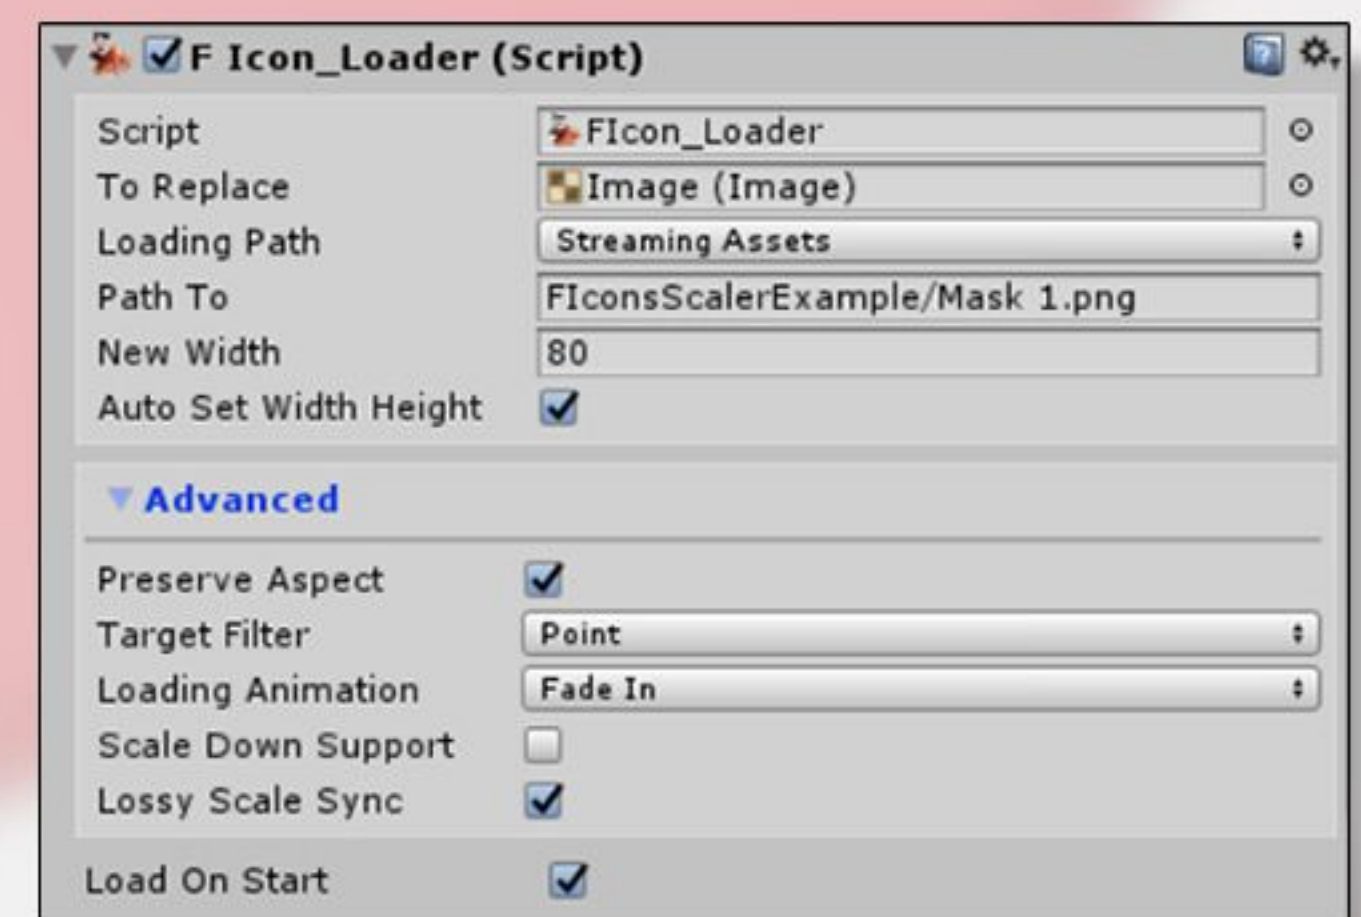 F Icon_Loader (Script)
Script FIcon_Loader
To Replace Image (Image)
Loading Path Streaming Assets
Path To FIconsScalerExample/Mask 1.png
New Width 80
Auto Set Width Height
Advanced
Preserve Aspect
Target Filter Point
Loading Animation Fade In
Scale Down Support
Lossy Scale Sync
Load On Start